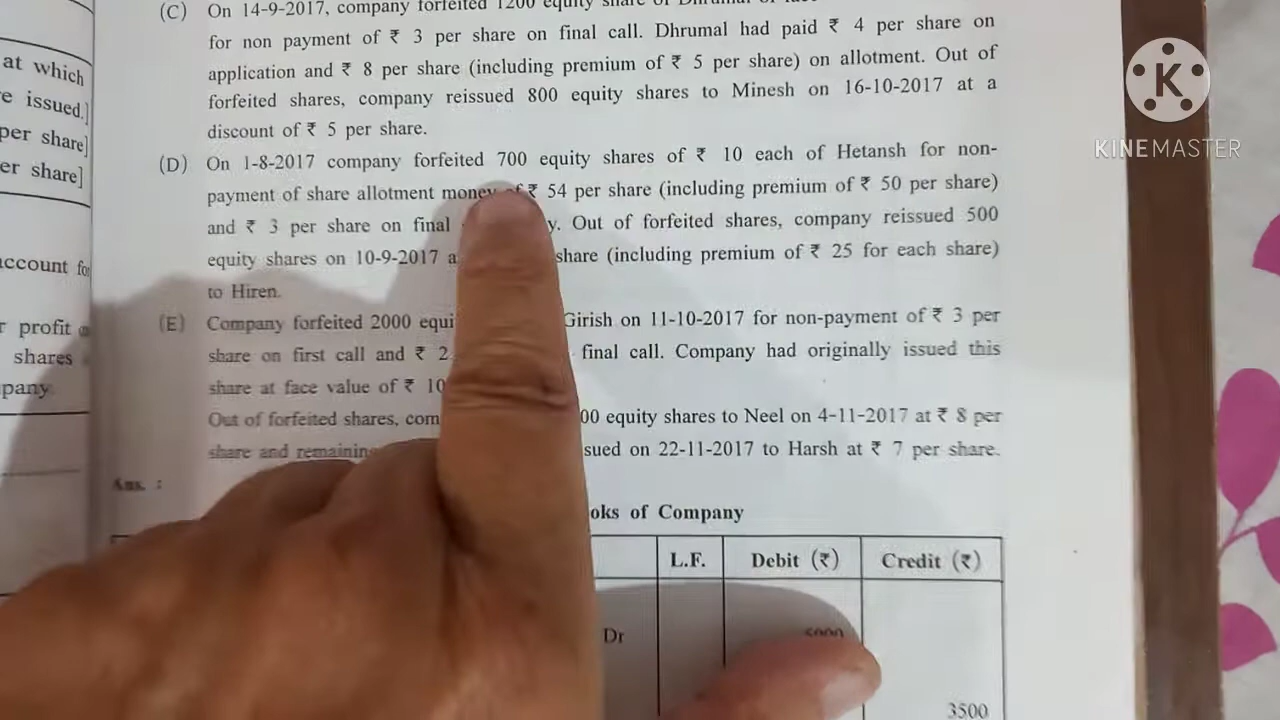 at which
e issued.]
per share]
er share]
account for
r profit o
shares
pany.
(C) On 14-9-2017, company forfeited 1200 equity share of Dhrumal of
for non payment of ₹ 3 per share on final call. Dhrumal had paid ₹ 4 per share on
application and ₹ 8 per share (including premium of ₹ 5 per share) on allotment. Out of
forfeited shares, company reissued 800 equity shares to Minesh on 16-10-2017 at a
discount of ₹ 5 per share.
(D) On 1-8-2017 company forfeited 700 equity shares of ₹ 10 each of Hetansh for non-
payment of share allotment money of ₹ 54 per share (including premium of ₹ 50 per share)
and ₹ 3 per share on final y. Out of forfeited shares, company reissued 500
equity shares on 10-9-2017 a share (including premium of ₹ 25 for each share)
to Hiren.
(E) Company forfeited 2000 equi Girish on 11-10-2017 for non-payment of ₹ 3 per
share on first call and ₹ 2 final call. Company had originally issued this
share at face value of ₹ 10
Out of forfeited shares, com 00 equity shares to Neel on 4-11-2017 at ₹ 8 per
share and remaining sued on 22-11-2017 to Harsh at ₹ 7 per share.
Ans. :
oks of Company
L.F. Debit (₹) Credit (₹)
Dr
3500
K
KINEMASTER